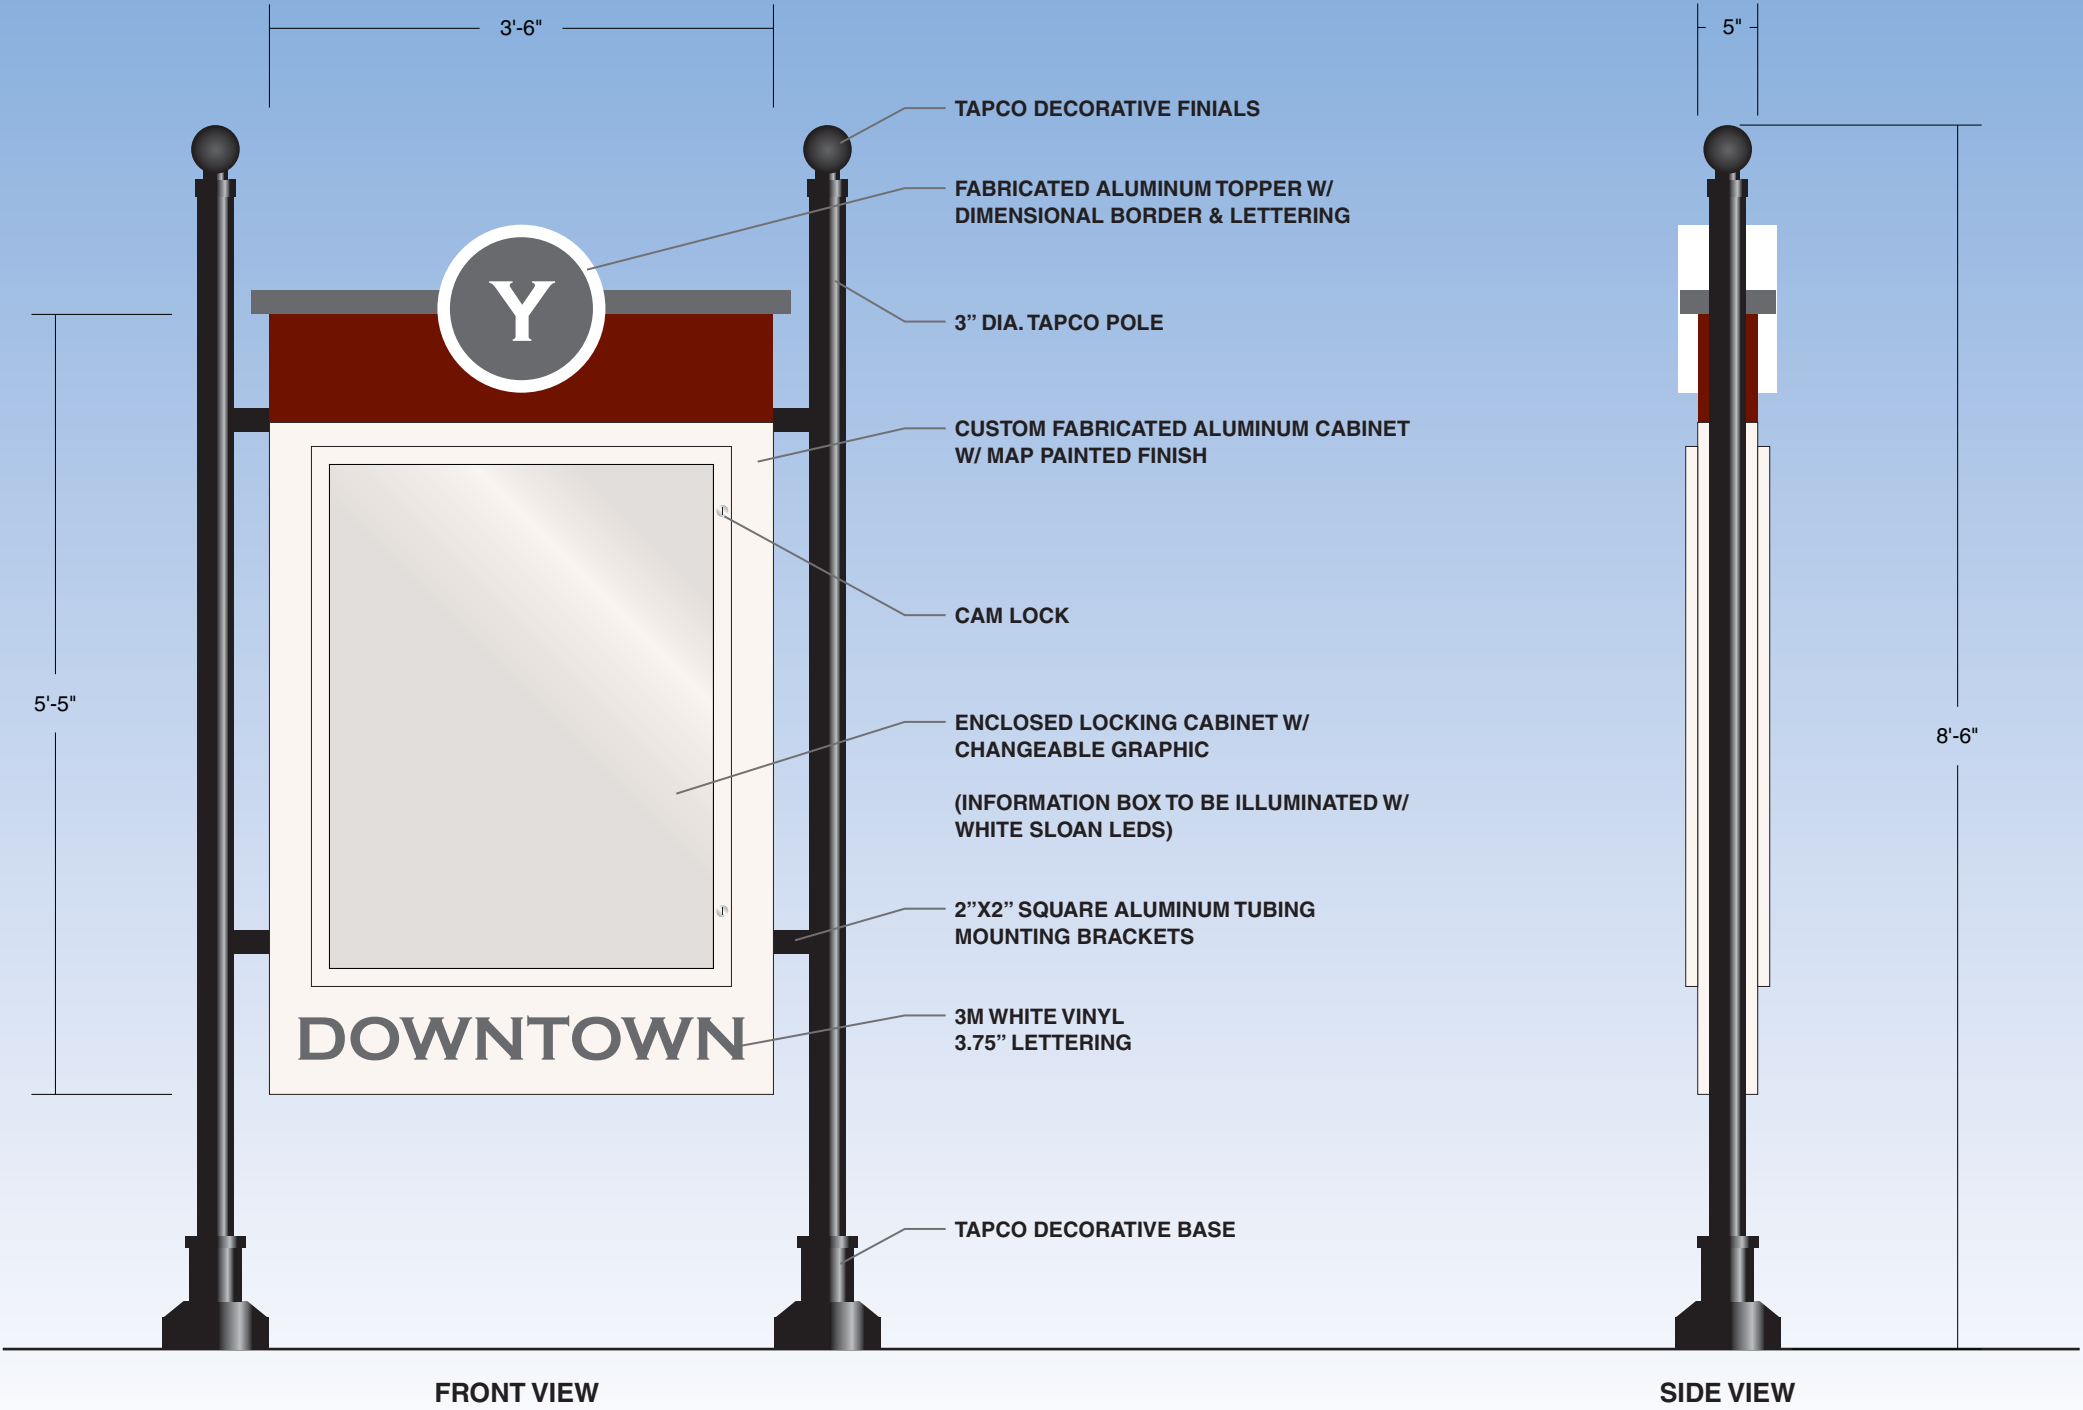 3'-6"
5"
TAPCO DECORATIVE FINIALS
FABRICATED ALUMINUM TOPPER W/
DIMENSIONAL BORDER & LETTERING
Y
3” DIA. TAPCO POLE
CUSTOM FABRICATED ALUMINUM CABINET
W/ MAP PAINTED FINISH
CAM LOCK
5'-5"
ENCLOSED LOCKING CABINET W/
CHANGEABLE GRAPHIC
8'-6"
(INFORMATION BOX TO BE ILLUMINATED W/
WHITE SLOAN LEDS)
2”X2” SQUARE ALUMINUM TUBING
MOUNTING BRACKETS
DOWNTOWN
3M WHITE VINYL
3.75” LETTERING
TAPCO DECORATIVE BASE
FRONT VIEW
SIDE VIEW